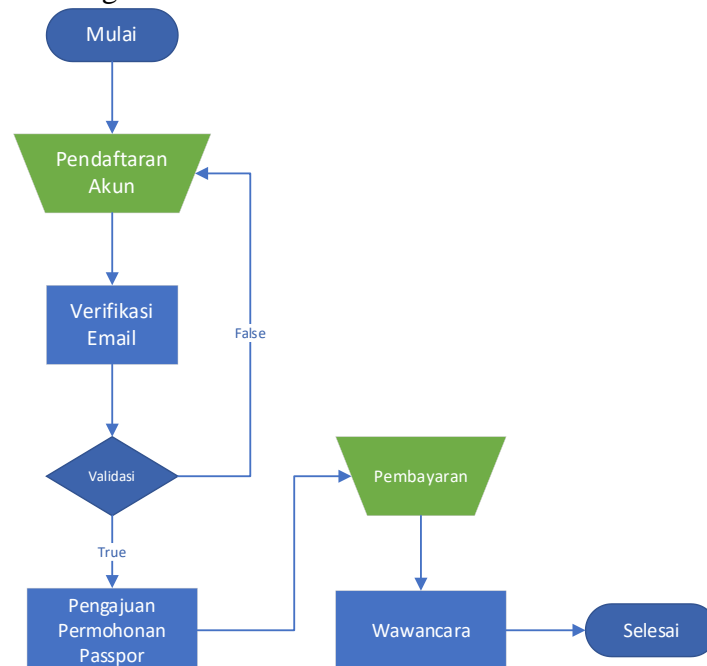 Mulai
Pendaftaran
Akun
Verifikasi
Email
False
Validasi
True
Pengajuan
Permohonan
Passpor
Pembayaran
Wawancara
Selesai